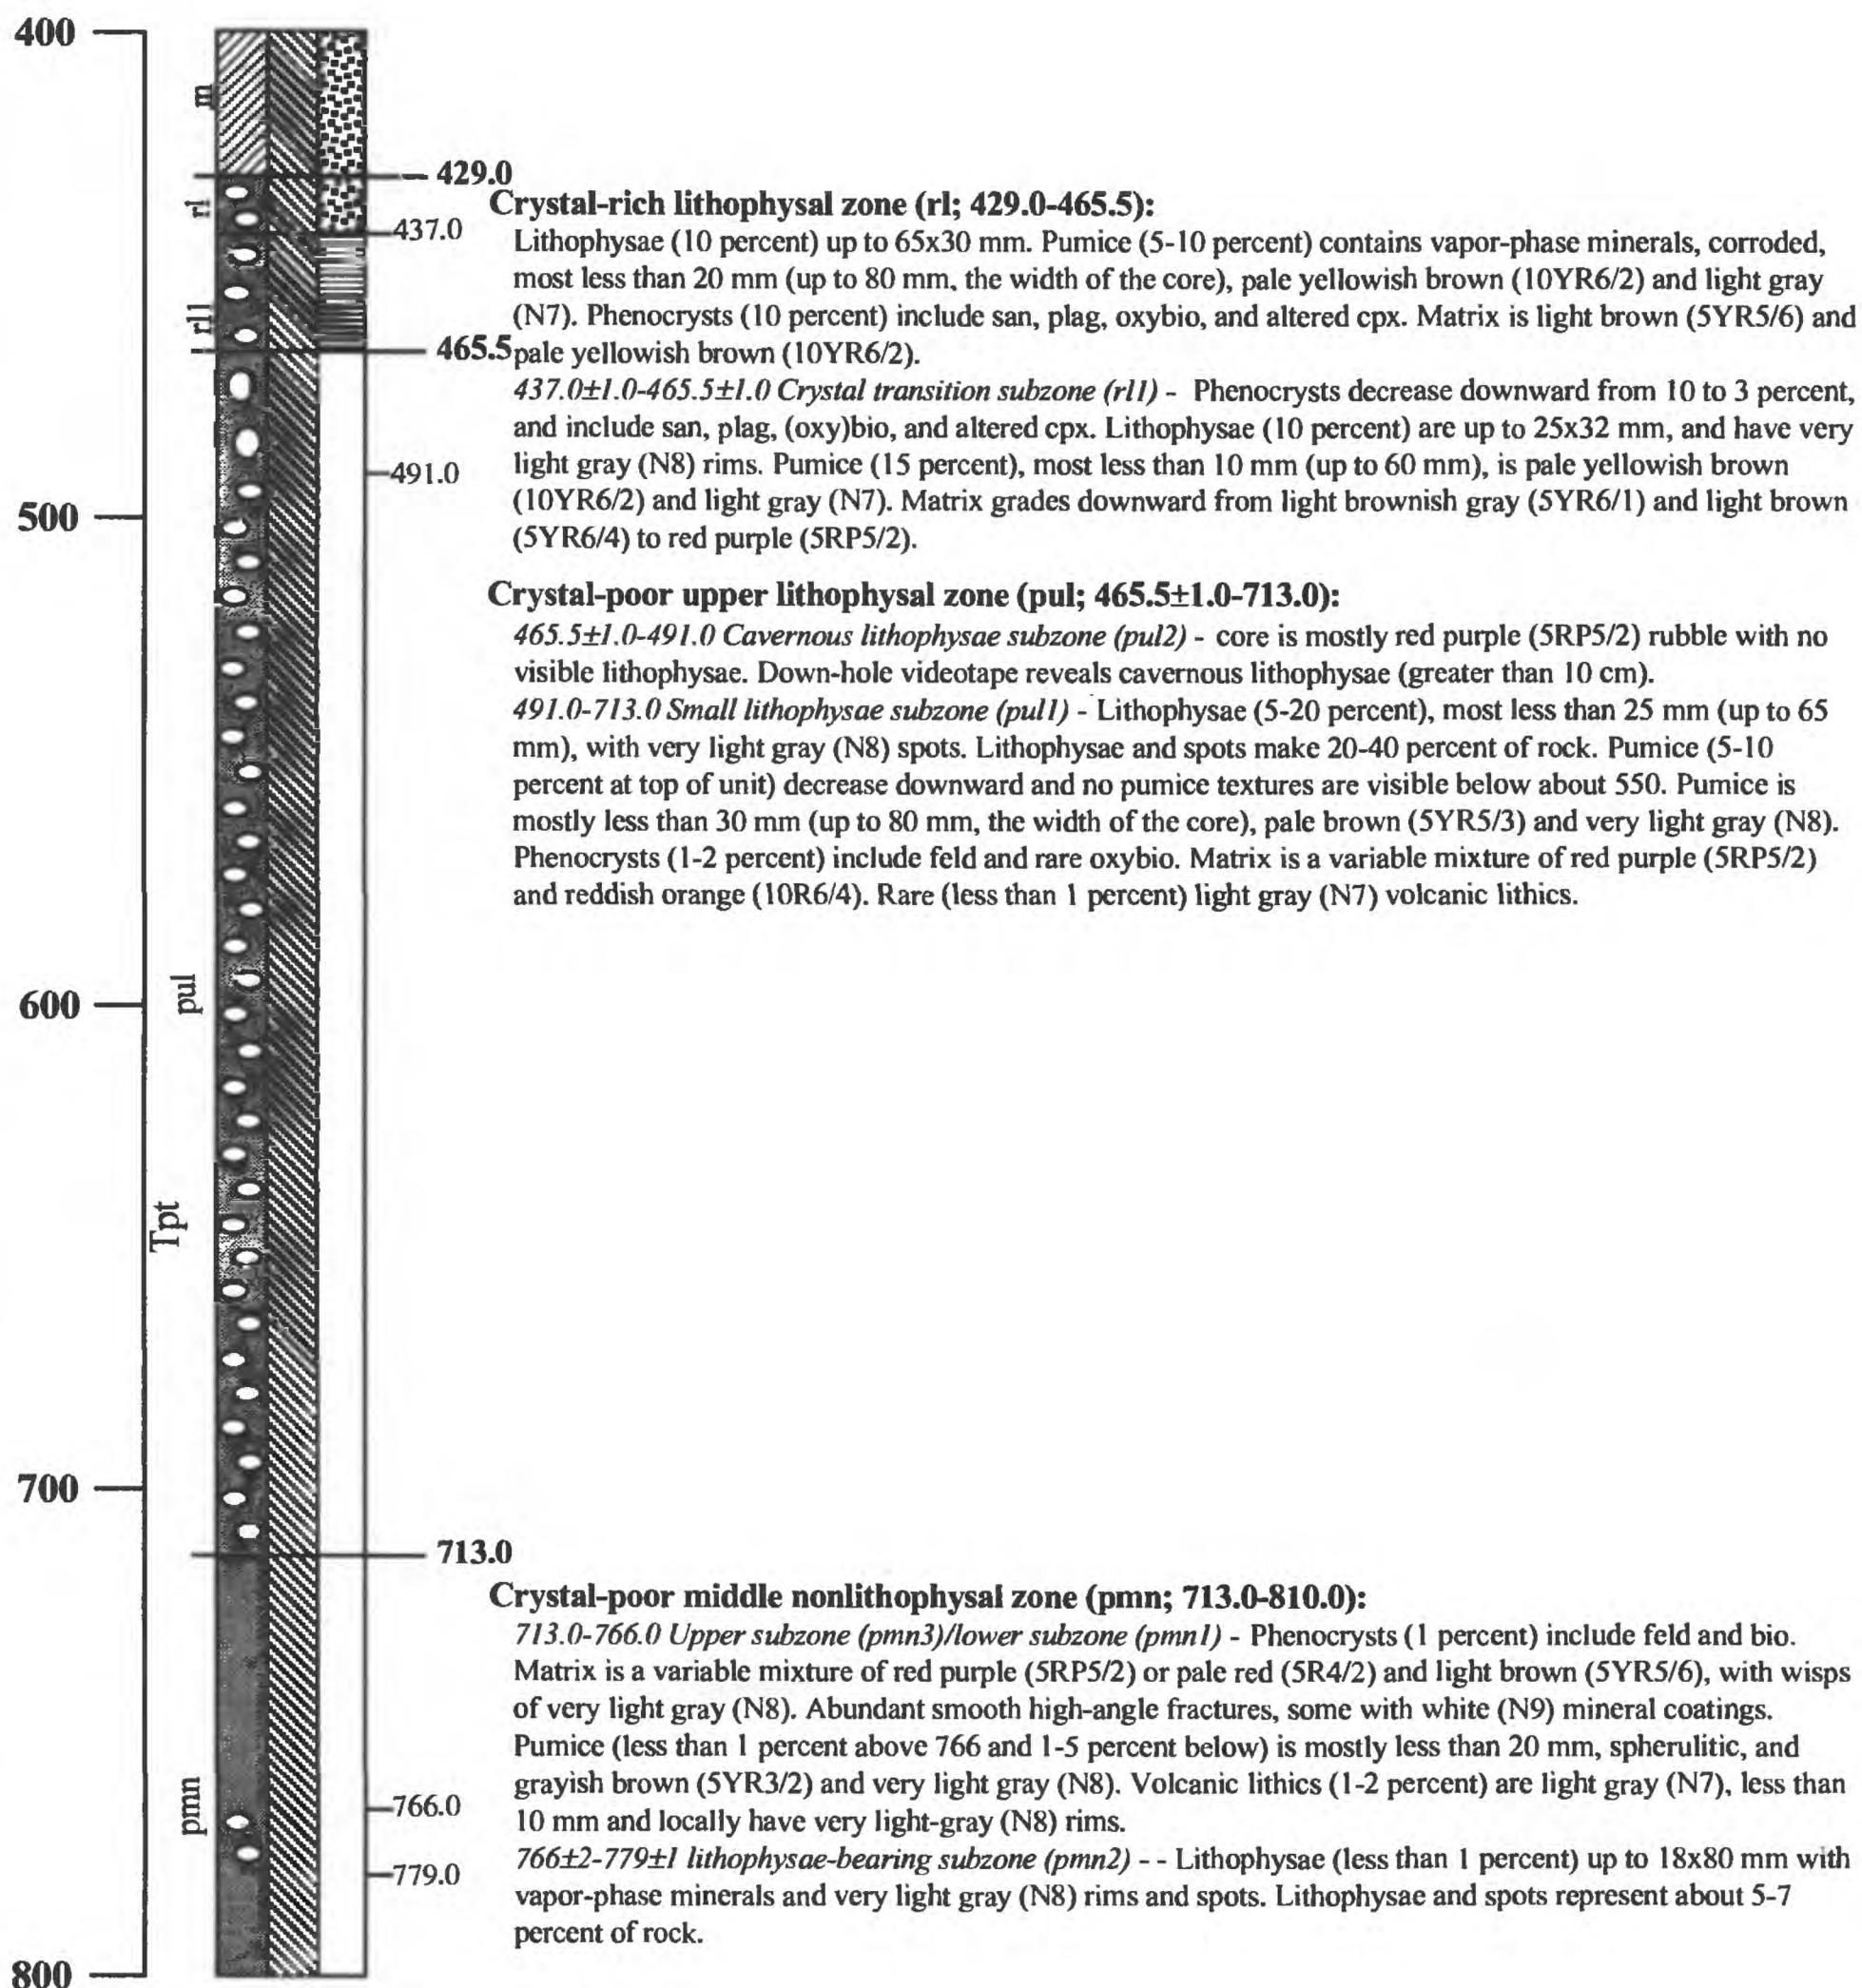 400
m
429.0
Crystal-rich lithophysal zone (rl; 429.0-465.5):
rl
437.0
Lithophysae (10 percent) up to 65x30 mm. Pumice (5-10 percent) contains vapor-phase minerals, corroded,
most less than 20 mm (up to 80 mm, the width of the core), pale yellowish brown (10YR6/2) and light gray
(N7). Phenocrysts (10 percent) include san, plag, oxybio, and altered cpx. Matrix is light brown (5YR5/6) and
rl1
465.5
pale yellowish brown (10YR6/2).
437.0±1.0-465.5±1.0 Crystal transition subzone (rl1) - Phenocrysts decrease downward from 10 to 3 percent,
and include san, plag, (oxy)bio, and altered cpx. Lithophysae (10 percent) are up to 25x32 mm, and have very
light gray (N8) rims. Pumice (15 percent), most less than 10 mm (up to 60 mm), is pale yellowish brown
491.0
(10YR6/2) and light gray (N7). Matrix grades downward from light brownish gray (5YR6/1) and light brown
500
(5YR6/4) to red purple (5RP5/2).
Crystal-poor upper lithophysal zone (pul; 465.5±1.0-713.0):
465.5±1.0-491.0 Cavernous lithophysae subzone (pul2) - core is mostly red purple (5RP5/2) rubble with no
visible lithophysae. Down-hole videotape reveals cavernous lithophysae (greater than 10 cm).
491.0-713.0 Small lithophysae subzone (pul1) - Lithophysae (5-20 percent), most less than 25 mm (up to 65
mm), with very light gray (N8) spots. Lithophysae and spots make 20-40 percent of rock. Pumice (5-10
percent at top of unit) decrease downward and no pumice textures are visible below about 550. Pumice is
mostly less than 30 mm (up to 80 mm, the width of the core), pale brown (5YR5/3) and very light gray (N8).
Phenocrysts (1-2 percent) include feld and rare oxybio. Matrix is a variable mixture of red purple (5RP5/2)
and reddish orange (10R6/4). Rare (less than 1 percent) light gray (N7) volcanic lithics.
pul
600
Tpt
700
713.0
Crystal-poor middle nonlithophysal zone (pmn; 713.0-810.0):
713.0-766.0 Upper subzone (pmn3)/lower subzone (pmn1) - Phenocrysts (1 percent) include feld and bio.
Matrix is a variable mixture of red purple (5RP5/2) or pale red (5R4/2) and light brown (5YR5/6), with wisps
of very light gray (N8). Abundant smooth high-angle fractures, some with white (N9) mineral coatings.
Pumice (less than 1 percent above 766 and 1-5 percent below) is mostly less than 20 mm, spherulitic, and
grayish brown (5YR3/2) and very light gray (N8). Volcanic lithics (1-2 percent) are light gray (N7), less than
pmn
766.0
10 mm and locally have very light-gray (N8) rims.
766±2-779±1 lithophysae-bearing subzone (pmn2) - - Lithophysae (less than 1 percent) up to 18x80 mm with
779.0
vapor-phase minerals and very light gray (N8) rims and spots. Lithophysae and spots represent about 5-7
percent of rock.
800